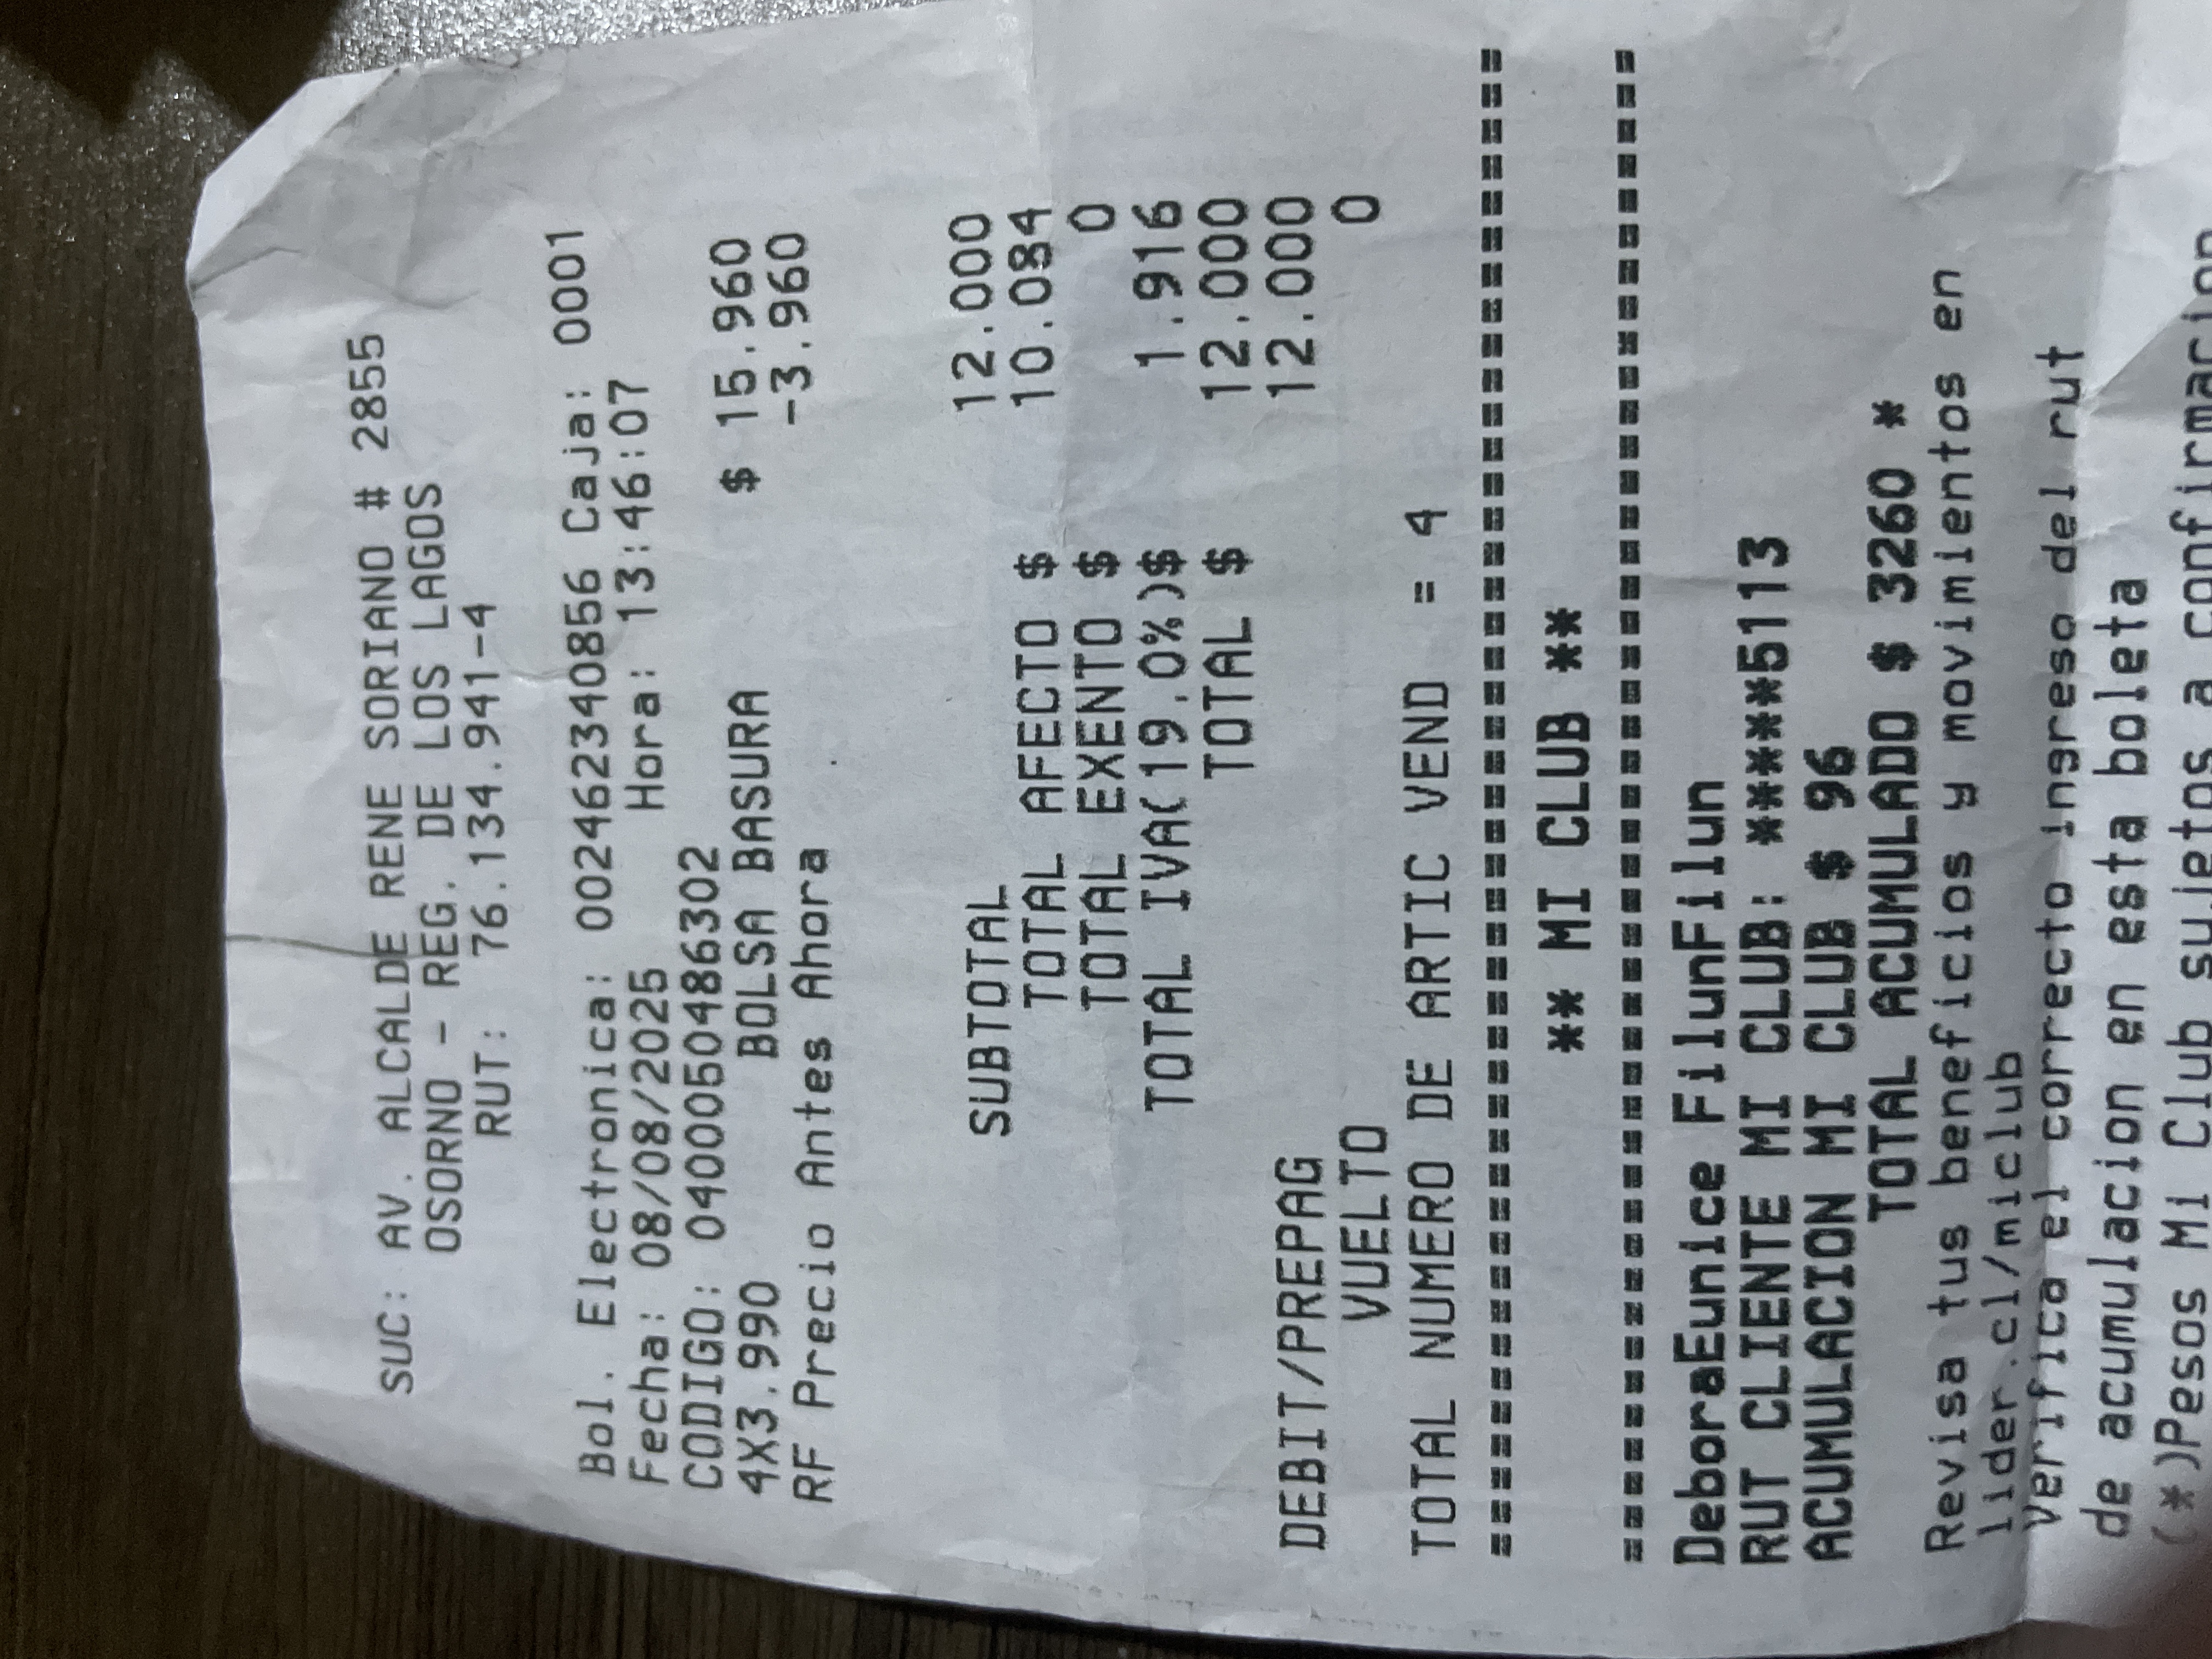 SUC: AV. ALCALDE RENE SORIANO # 2855
OSORNO - REG. DE LOS LAGOS
RUT: 76.134.941-4
Bol. Electronica: 002462340856 Caja: 0001
Fecha: 08/08/2025 Hora: 13:46:07
CODIGO: 0400050486302
4X3.990 BOLSA BASURA $ 15.960
RF Precio Antes Ahora -3.960
SUBTOTAL 12.000
TOTAL AFECTO $ 10.084
TOTAL EXENTO $ 0
TOTAL IVA(19.0%)$ 1.916
TOTAL $ 12.000
DEBIT/PREPAG 12.000
VUELTO 0
TOTAL NUMERO DE ARTIC VEND = 4
** MI CLUB **
DeboraEunice FilunFilun
RUT CLIENTE MI CLUB: *****5113
ACUMULACION MI CLUB $ 96
TOTAL ACUMULADO $ 3260 *
Revisa tus beneficios y movimientos en
lider.cl/miclub
Verifica el correcto ingreso del rut
de acumulacion en esta boleta
(*)Pesos Mi Club sujetos a confirmacion